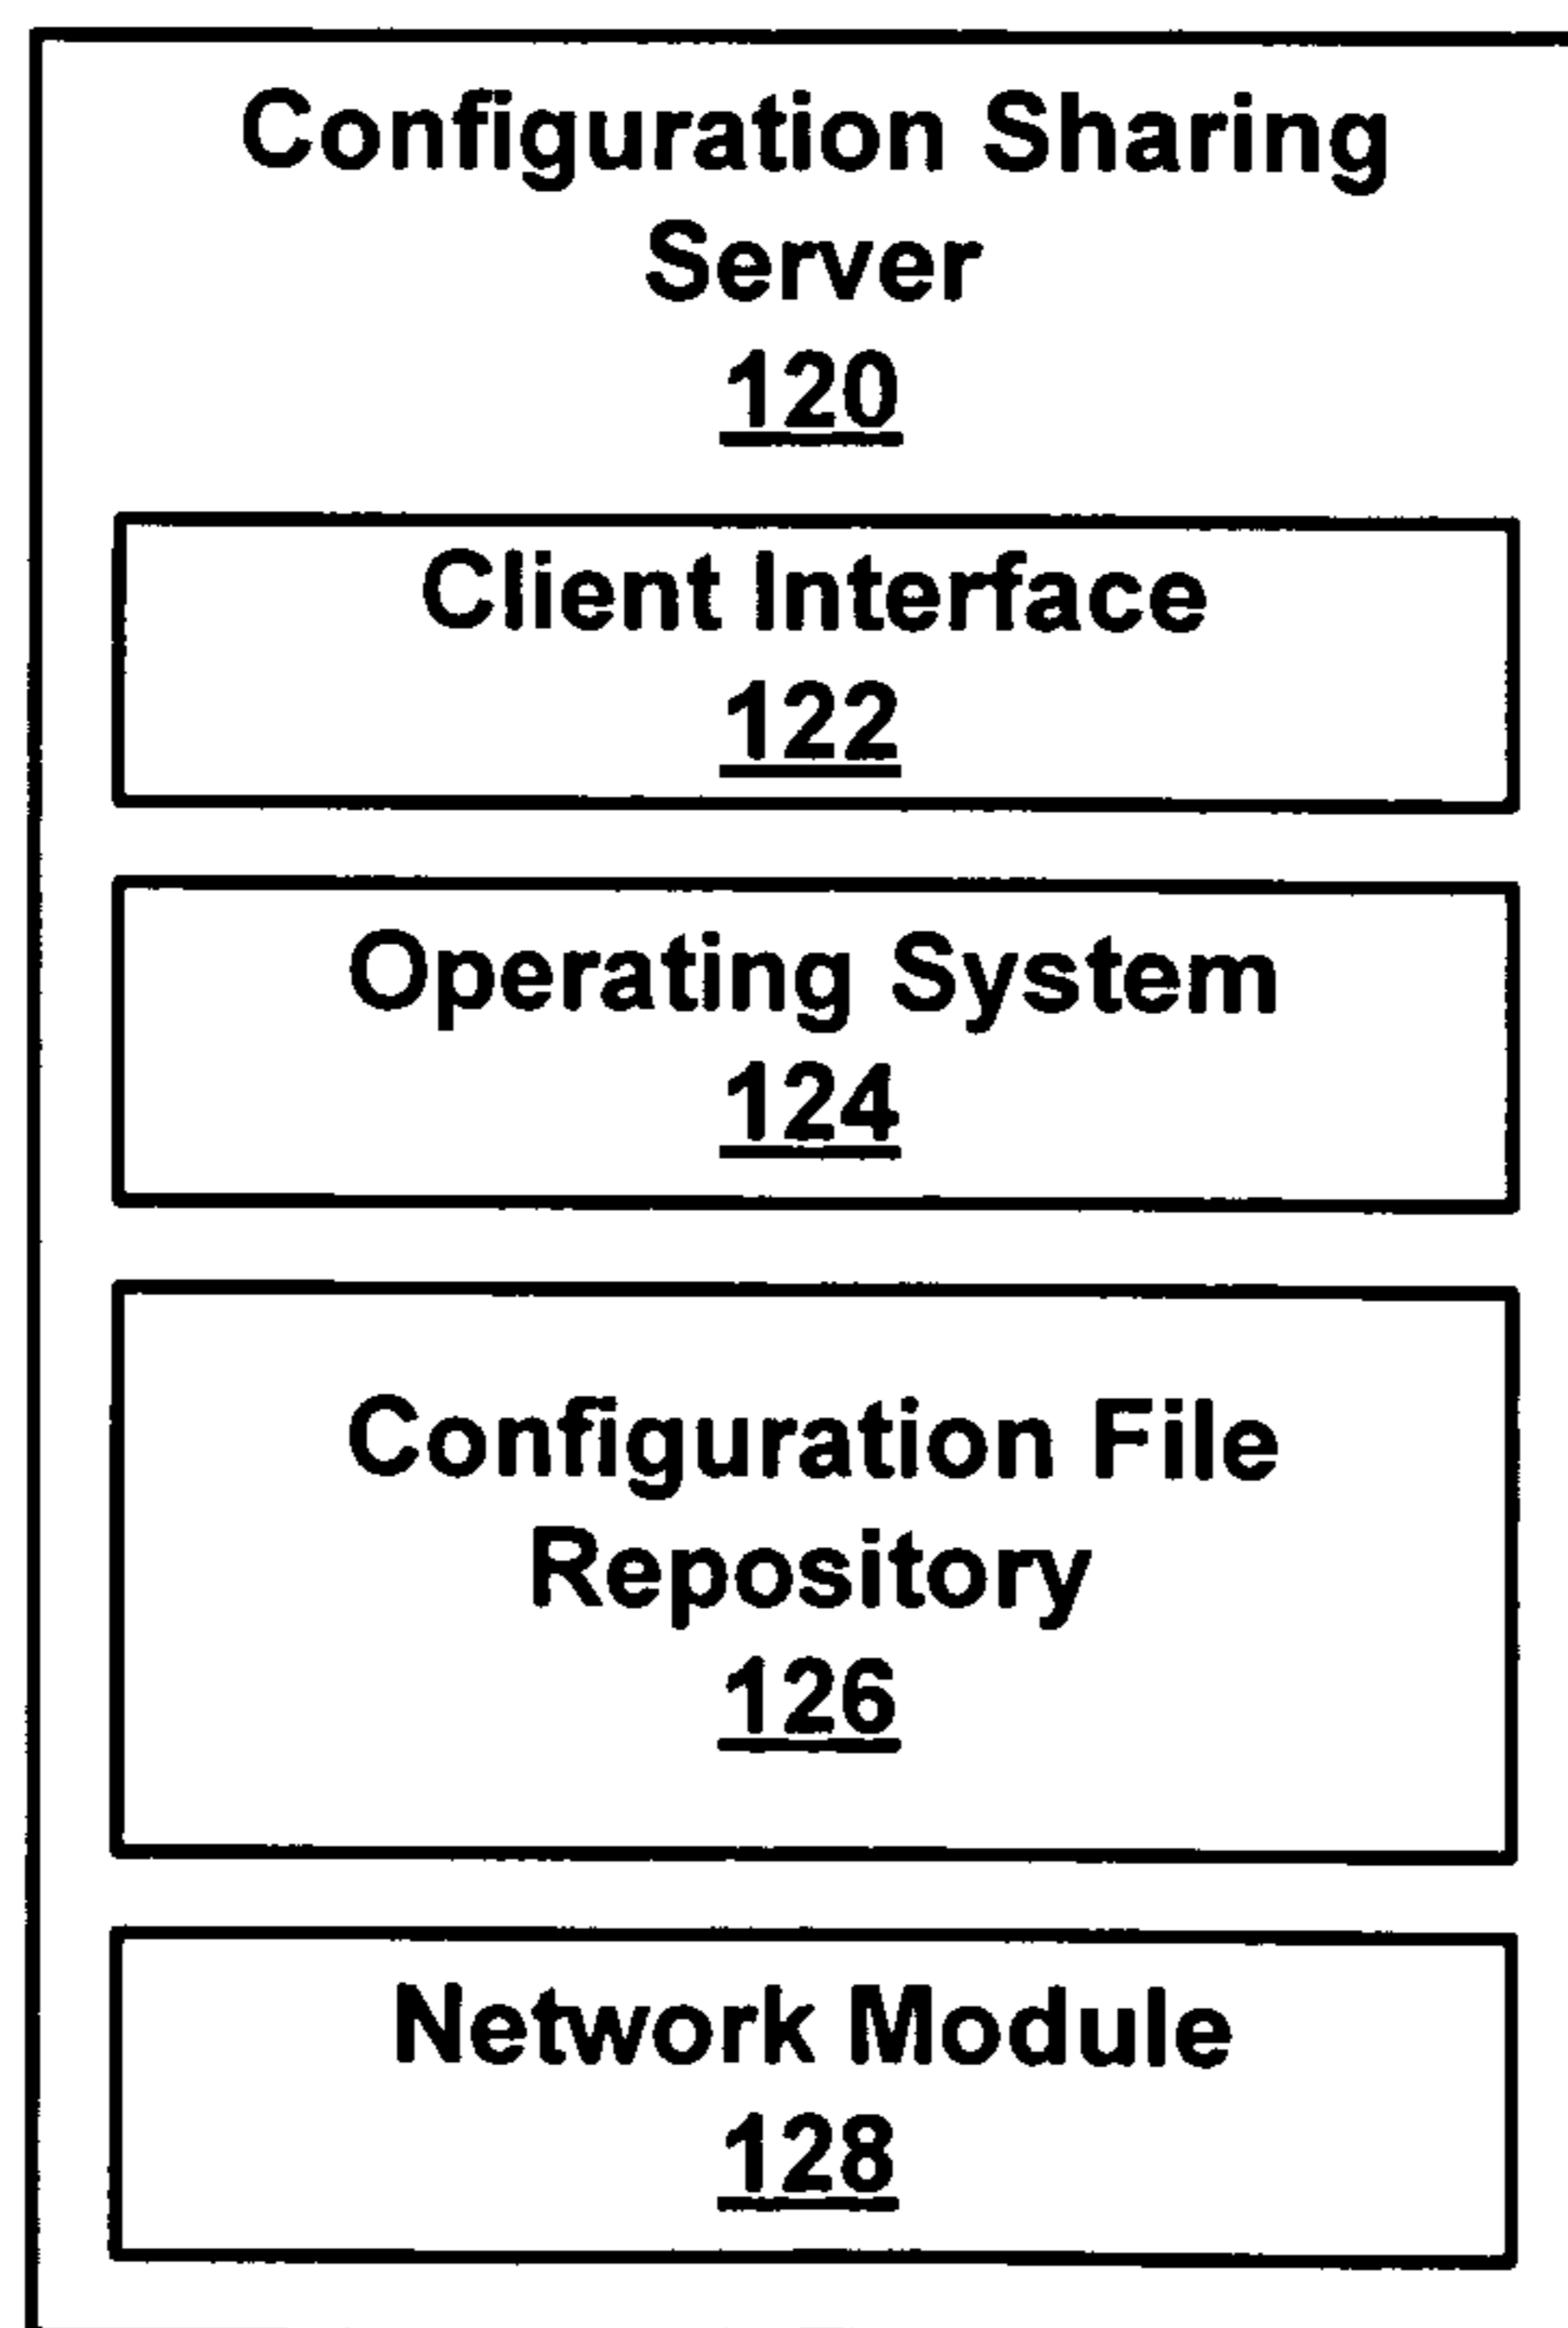 Configuration Sharing
Server
120
Client Interface
122
Operating System
124
Configuration File
Repository
126
Network Module
128